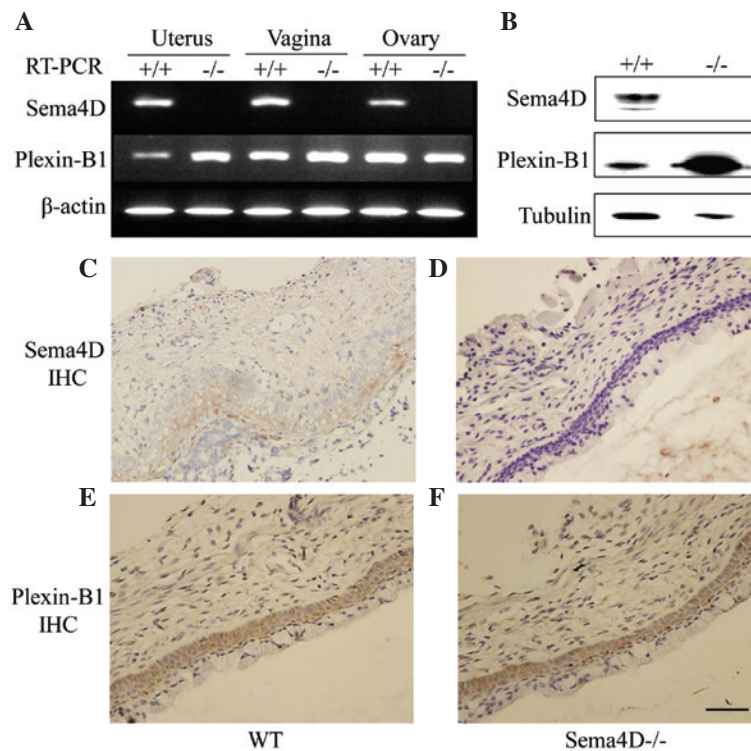 A
B
Uterus Vagina Ovary
RT-PCR +/+ -/- +/+ -/- +/+ -/-
+/+ -/-
Sema4D
Plexin-B1
β-actin
Sema4D
Plexin-B1
Tubulin
C
D
Sema4D
IHC
E
F
Plexin-B1
IHC
WT
Sema4D-/-